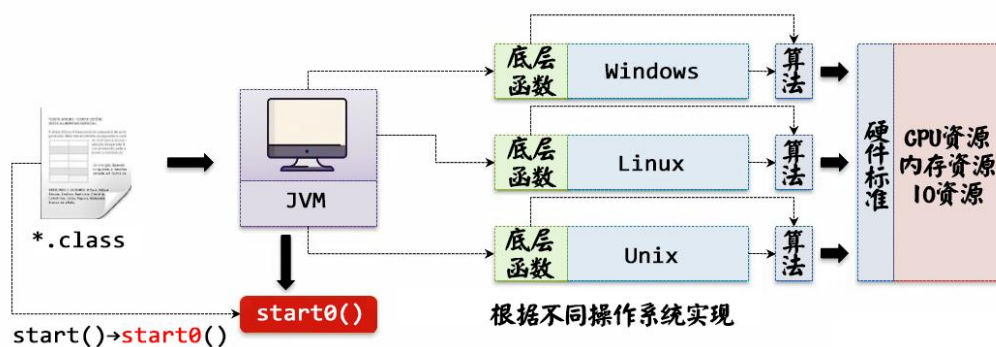 *.class
start()→start0()
JVM
start0()
底层
函数
Windows
算法
底层
函数
Linux
算法
底层
函数
Unix
算法
根据不同操作系统实现
硬件标准
CPU资源
内存资源
IO资源